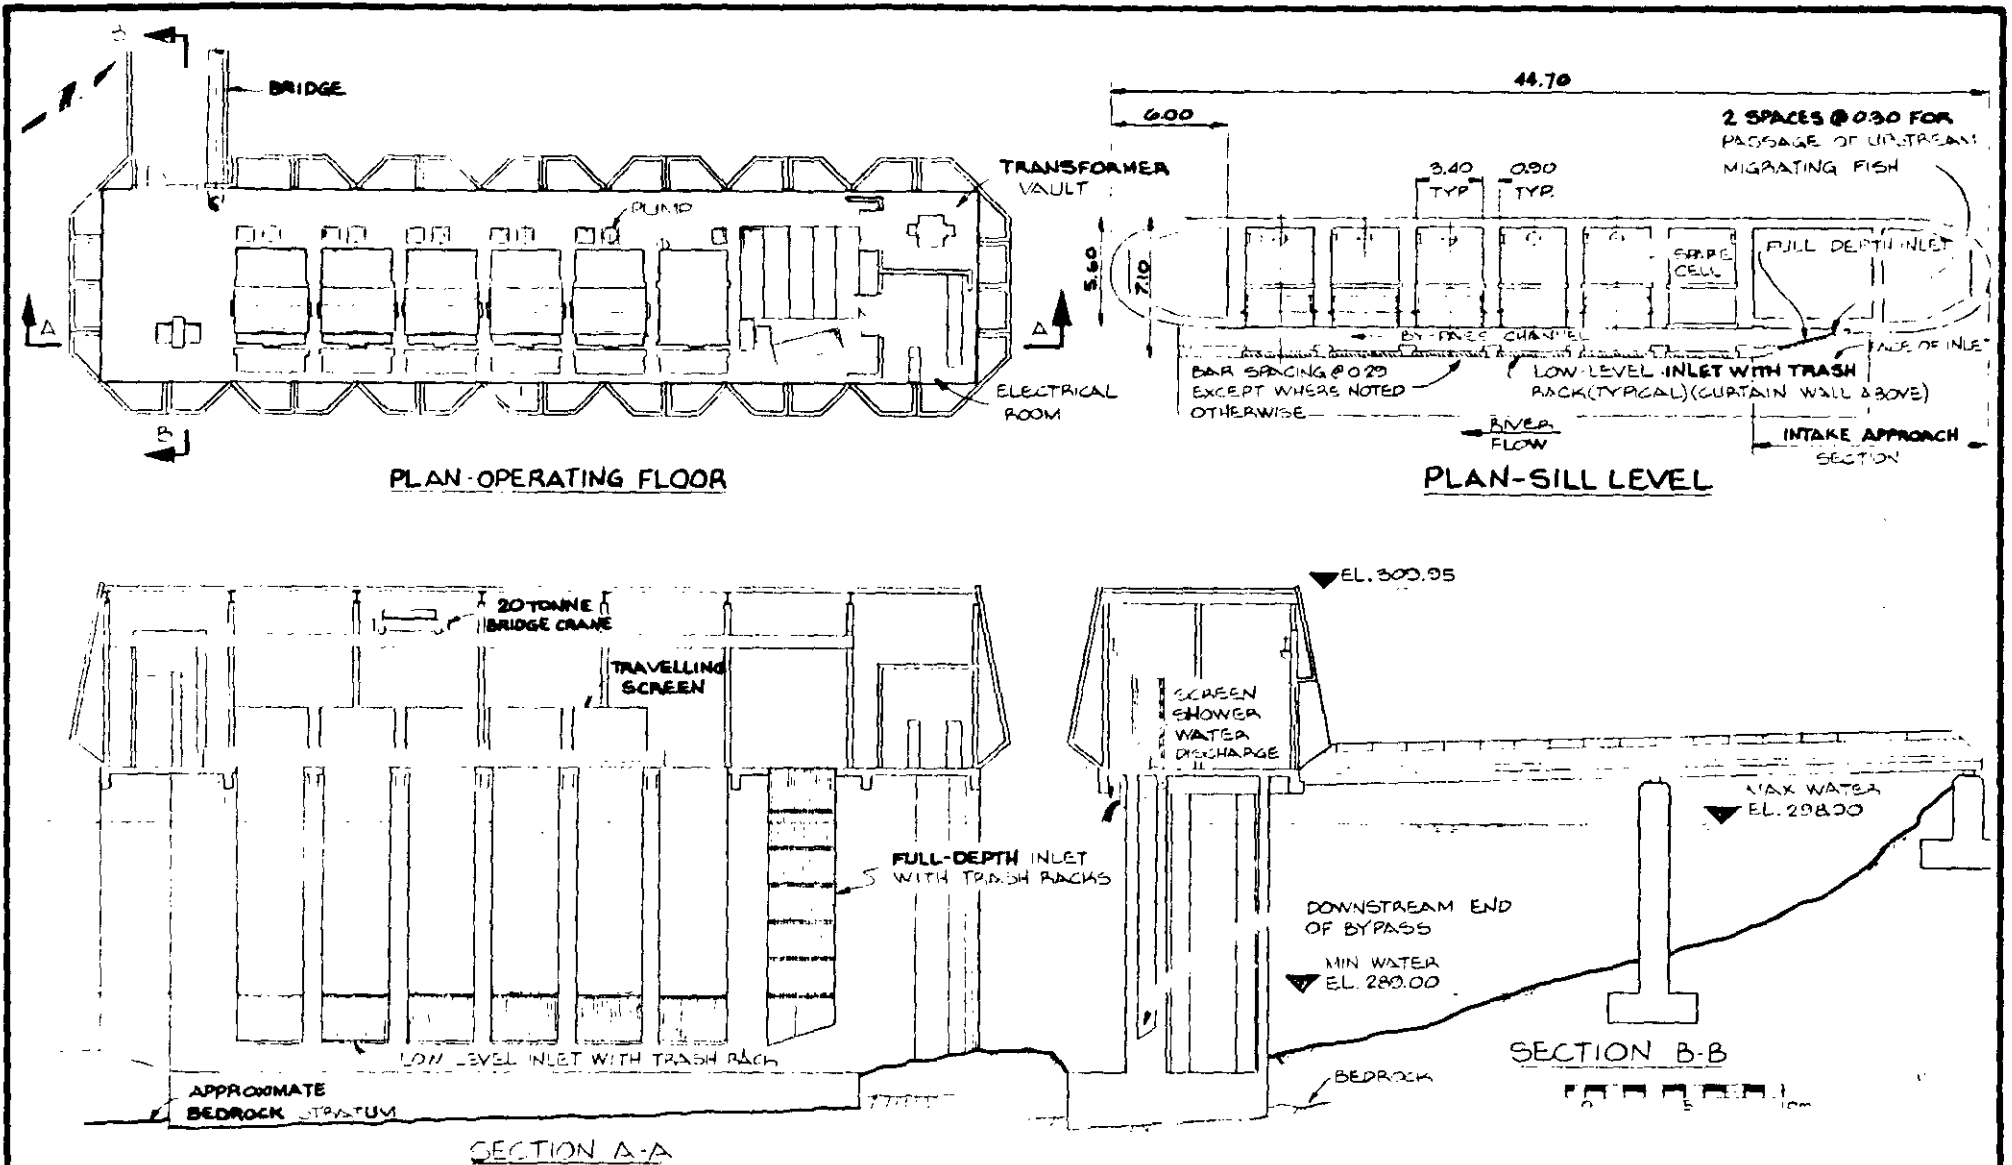 B
BRIDGE
TRANSFORMER
VAULT
PUMP
A
A
ELECTRICAL
ROOM
B
PLAN-OPERATING FLOOR
44.70
6.00
2 SPACES @ 0.30 FOR
PASSAGE OF UPSTREAM
MIGRATING FISH
3.40
TYP
0.90
TYP.
5.60
7.10
SPARE
CELL
FULL DEPTH INLET
BY-PASS CHANNEL
FACE OF INLET
BAR SPACING @ 0.29
EXCEPT WHERE NOTED
OTHERWISE
LOW-LEVEL INLET WITH TRASH
RACK (TYPICAL) (CURTAIN WALL ABOVE)
RIVER
FLOW
INTAKE APPROACH
SECTION
PLAN-SILL LEVEL
20 TONNE
BRIDGE CRANE
TRAVELLING
SCREEN
FULL-DEPTH INLET
WITH TRASH RACKS
LOW LEVEL INLET WITH TRASH RACK
APPROXIMATE
BEDROCK STRATUM
SECTION A-A
EL. 309.95
SCREEN
SHOWER
WATER
DISCHARGE
MAX WATER
EL. 298.00
DOWNSTREAM END
OF BYPASS
MIN WATER
EL. 289.00
BEDROCK
SECTION B-B
0 5 10m